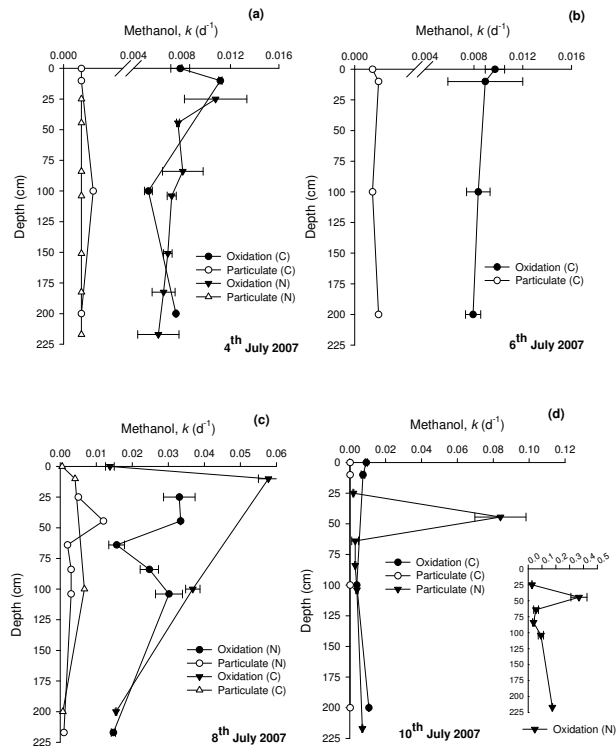 Methanol, k (d-1)
(a)
0.000 0.004 0.008 0.012 0.016
0
25
50
75
100
125
150
175
200
225
Depth (cm)
Oxidation (C)
Particulate (C)
Oxidation (N)
Particulate (N)
4th July 2007
Methanol, k (d-1)
(b)
0.000 0.004 0.008 0.012 0.016
0
25
50
75
100
125
150
175
200
225
Depth (cm)
Oxidation (C)
Particulate (C)
6th July 2007
(c)
Methanol, k (d-1)
0.00 0.01 0.02 0.03 0.04 0.05 0.06
0
25
50
75
100
125
150
175
200
225
Depth (cm)
Oxidation (N)
Particulate (N)
Oxidation (C)
Particulate (C)
8th July 2007
(d)
Methanol, k (d-1)
0.00 0.02 0.04 0.06 0.08 0.10 0.12
0
25
50
75
100
125
150
175
200
225
Depth (cm)
Oxidation (C)
Particulate (C)
Particulate (N)
0.0 0.1 0.2 0.3 0.4 0.5
0
25
50
75
100
125
150
175
200
225
Oxidation (N)
10th July 2007